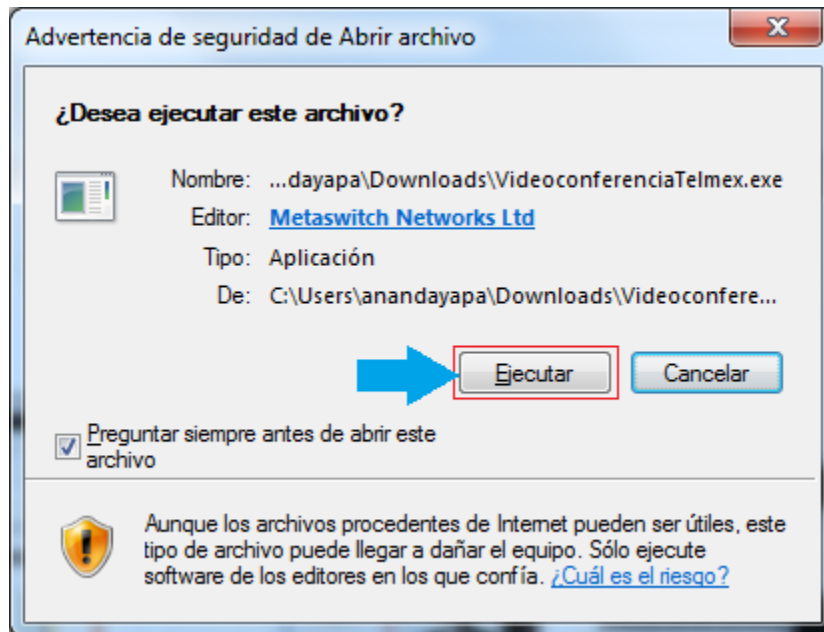 Advertencia de seguridad de Abrir archivo
X
¿Desea ejecutar este archivo?
Nombre: ...dayapa\Downloads\VideoconferenciaTelmex.exe
Editor: Metaswitch Networks Ltd
Tipo: Aplicación
De: C:\Users\anandayapa\Downloads\Videoconfere...
Ejecutar Cancelar
Preguntar siempre antes de abrir este
archivo
Aunque los archivos procedentes de Internet pueden ser útiles, este
tipo de archivo puede llegar a dañar el equipo. Sólo ejecute
software de los editores en los que confía. ¿Cuál es el riesgo?